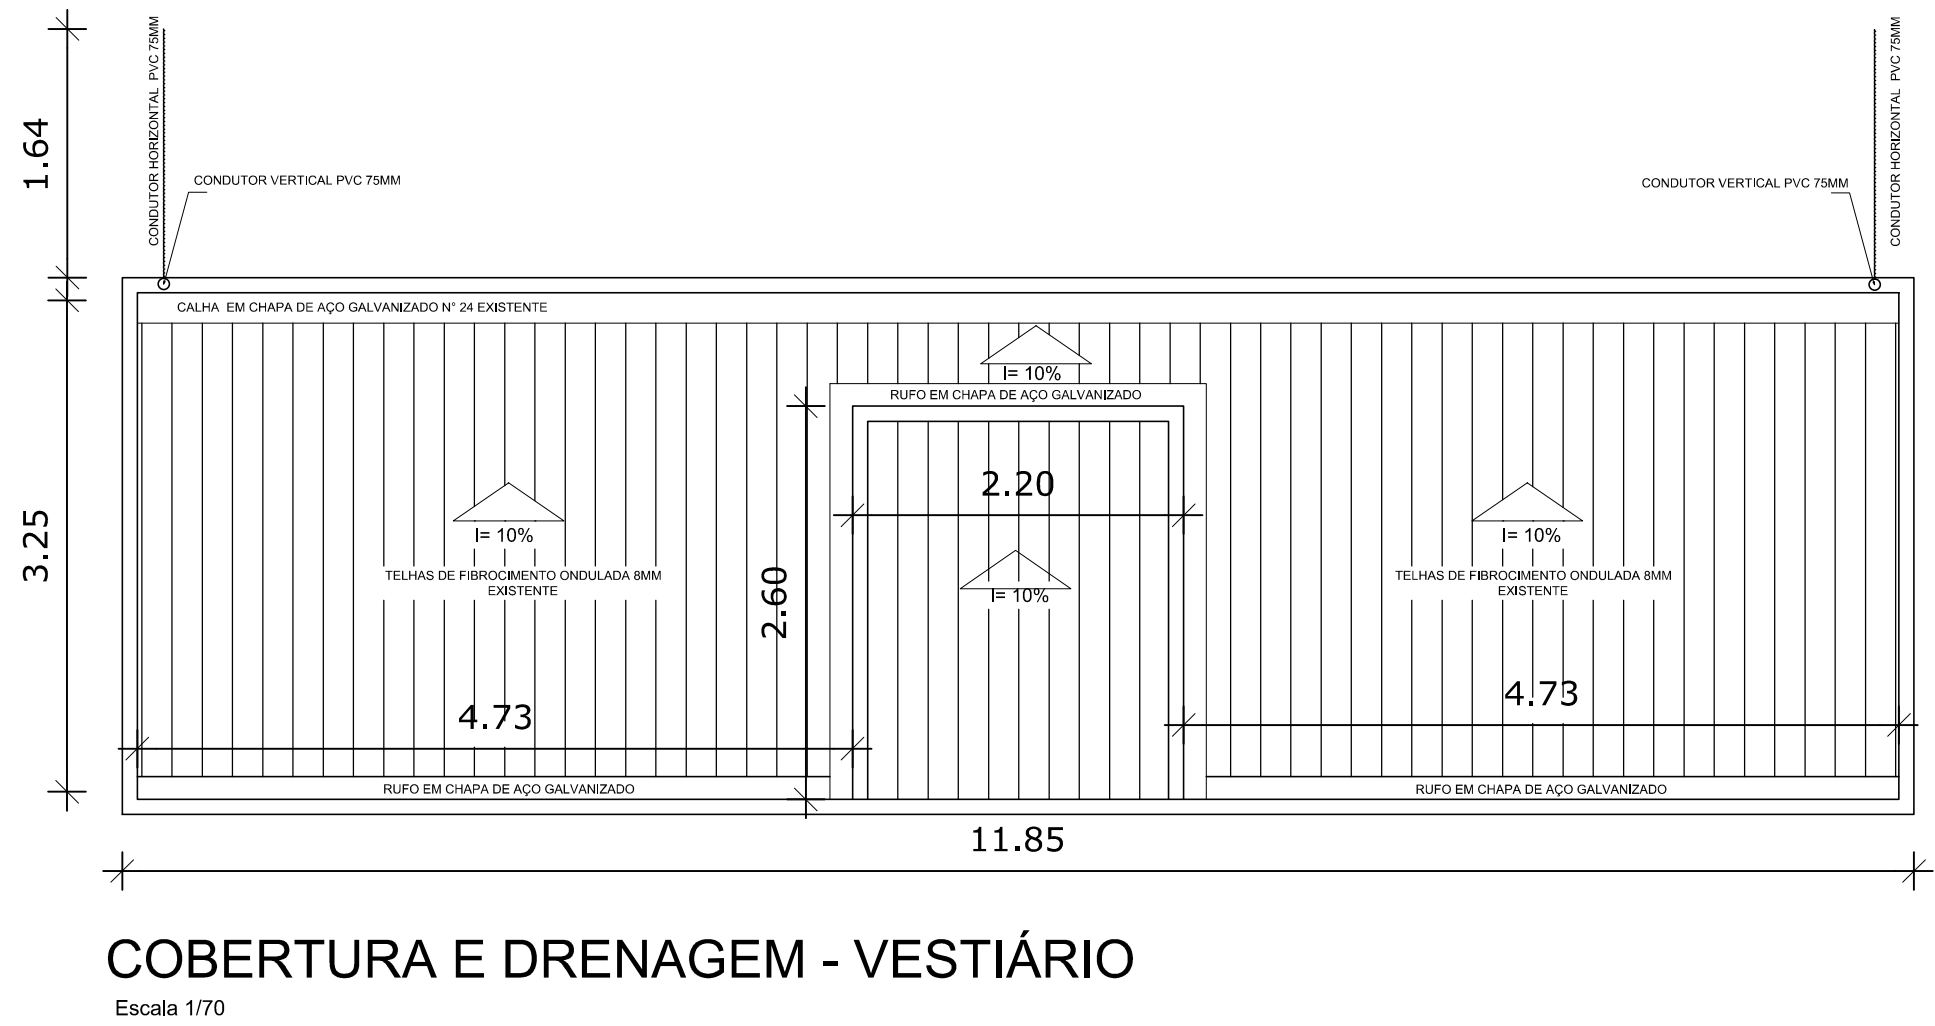 CONDUTOR HORIZONTAL  PVC 75MM
CONDUTOR HORIZONTAL  PVC 75MM
1.64
CONDUTOR VERTICAL PVC 75MM
CONDUTOR VERTICAL PVC 75MM
CALHA  EM CHAPA DE AÇO GALVANIZADO N° 24 EXISTENTE
I= 10%
RUFO EM CHAPA DE AÇO GALVANIZADO
2.20
3.25
I= 10%
I= 10%
TELHAS DE FIBROCIMENTO ONDULADA 8MM
EXISTENTE
2.60
I= 10%
TELHAS DE FIBROCIMENTO ONDULADA 8MM
EXISTENTE
4.73
4.73
RUFO EM CHAPA DE AÇO GALVANIZADO
RUFO EM CHAPA DE AÇO GALVANIZADO
11.85
COBERTURA E DRENAGEM - VESTIÁRIO
Escala 1/70